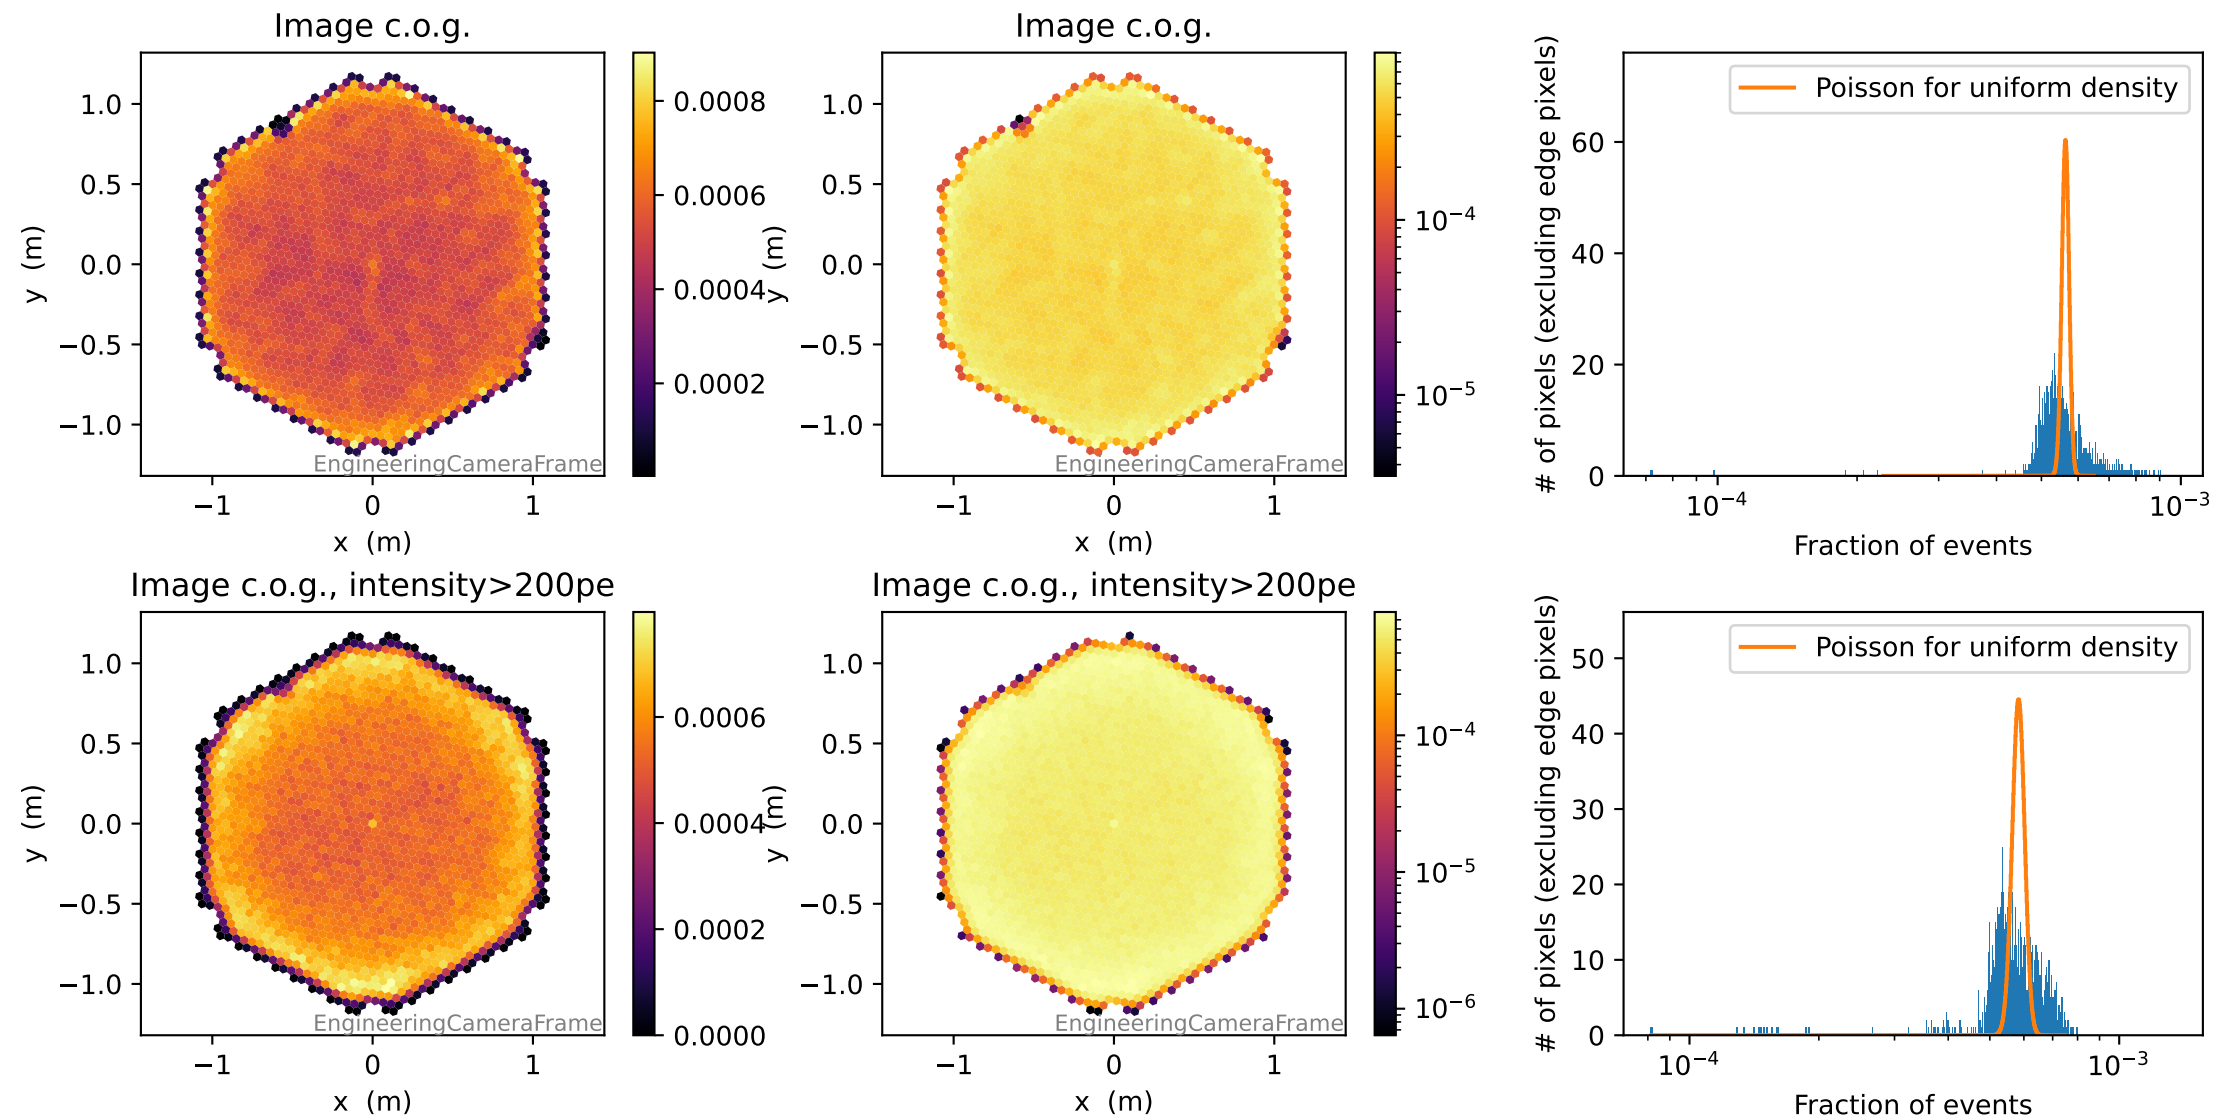 Image c.o.g.
1.0
0.5
0.0
−0.5
−1.0
y (m)
−1 0 1
x (m)
EngineeringCameraFrame
0.0008
0.0006
0.0004
0.0002
Image c.o.g.
1.0
0.5
0.0
−0.5
−1.0
y (m)
−1 0 1
x (m)
EngineeringCameraFrame
10⁻⁴
10⁻⁵
# of pixels (excluding edge pixels)
60
40
20
0
Poisson for uniform density
10⁻⁴ 10⁻³
Fraction of events
Image c.o.g., intensity>200pe
1.0
0.5
0.0
−0.5
−1.0
y (m)
−1 0 1
x (m)
EngineeringCameraFrame
0.0006
0.0004
0.0002
0.0000
Image c.o.g., intensity>200pe
1.0
0.5
0.0
−0.5
−1.0
y (m)
−1 0 1
x (m)
EngineeringCameraFrame
10⁻⁴
10⁻⁵
10⁻⁶
# of pixels (excluding edge pixels)
50
40
30
20
10
0
Poisson for uniform density
10⁻⁴ 10⁻³
Fraction of events